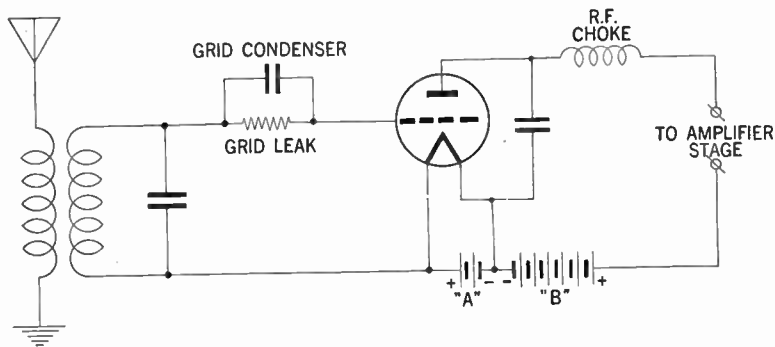 R.F.
CHOKE
GRID CONDENSER
GRID LEAK
TO AMPLIFIER
STAGE
+ "A" - - "B" +